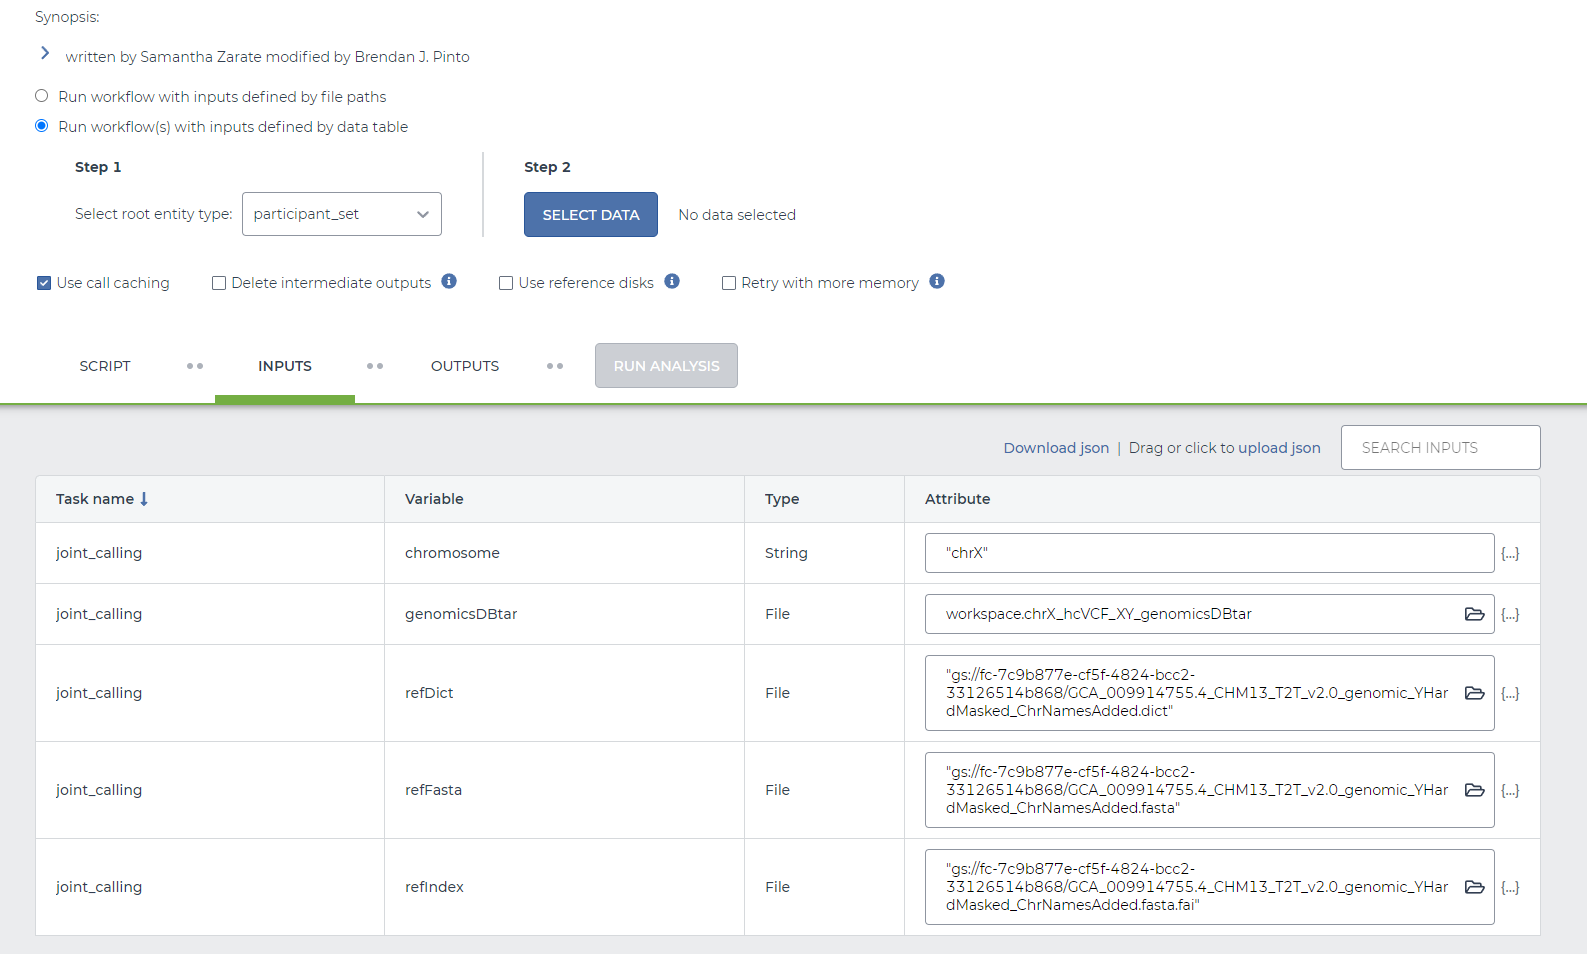 Synopsis:
written by Samantha Zarate modified by Brendan J. Pinto
Run workflow with inputs defined by file paths
Run workflow(s) with inputs defined by data table
Step 1
Select root entity type: participant_set
Step 2
SELECT DATA No data selected
Use call caching Delete intermediate outputs Use reference disks Retry with more memory
SCRIPT INPUTS OUTPUTS RUN ANALYSIS
Download json | Drag or click to upload json SEARCH INPUTS
Task name Variable Type Attribute
joint_calling chromosome String "chrX" {...}
joint_calling genomicsDBtar File workspace.chrX_hcVCF_XY_genomicsDBtar {...}
joint_calling refDict File "gs://fc-7c9b877e-cf5f-4824-bcc2-
33126514b868/GCA_009914755.4_CHM13_T2T_v2.0_genomic_YHar
dMasked_ChrNamesAdded.dict" {...}
joint_calling refFasta File "gs://fc-7c9b877e-cf5f-4824-bcc2-
33126514b868/GCA_009914755.4_CHM13_T2T_v2.0_genomic_YHar
dMasked_ChrNamesAdded.fasta" {...}
joint_calling refIndex File "gs://fc-7c9b877e-cf5f-4824-bcc2-
33126514b868/GCA_009914755.4_CHM13_T2T_v2.0_genomic_YHar
dMasked_ChrNamesAdded.fasta.fai" {...}